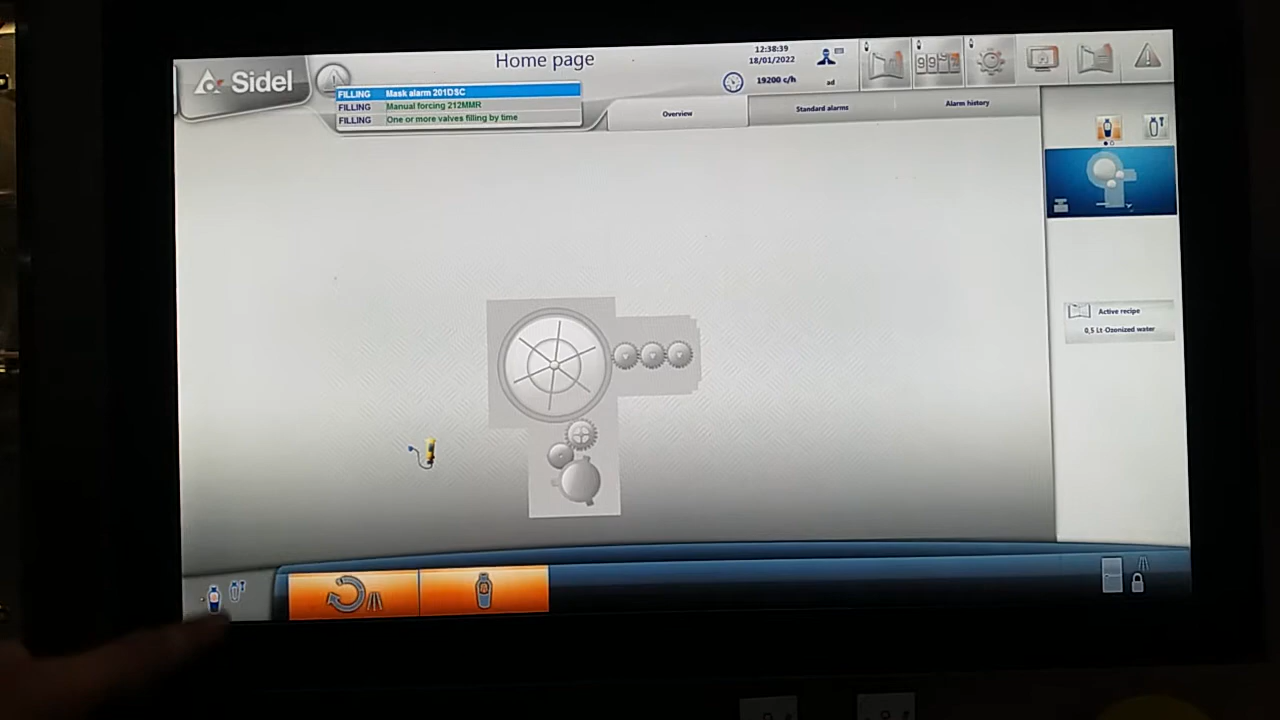 Sidel
Home page
12:38:39
18/01/2022
19200 c/h
ad
FILLING Mask alarm 201DSC
FILLING Manual forcing 212MMR
FILLING One or more valves filling by time
Overview
Standard alarms
Alarm history
Active recipe
0,5 Lt-Ozonized water